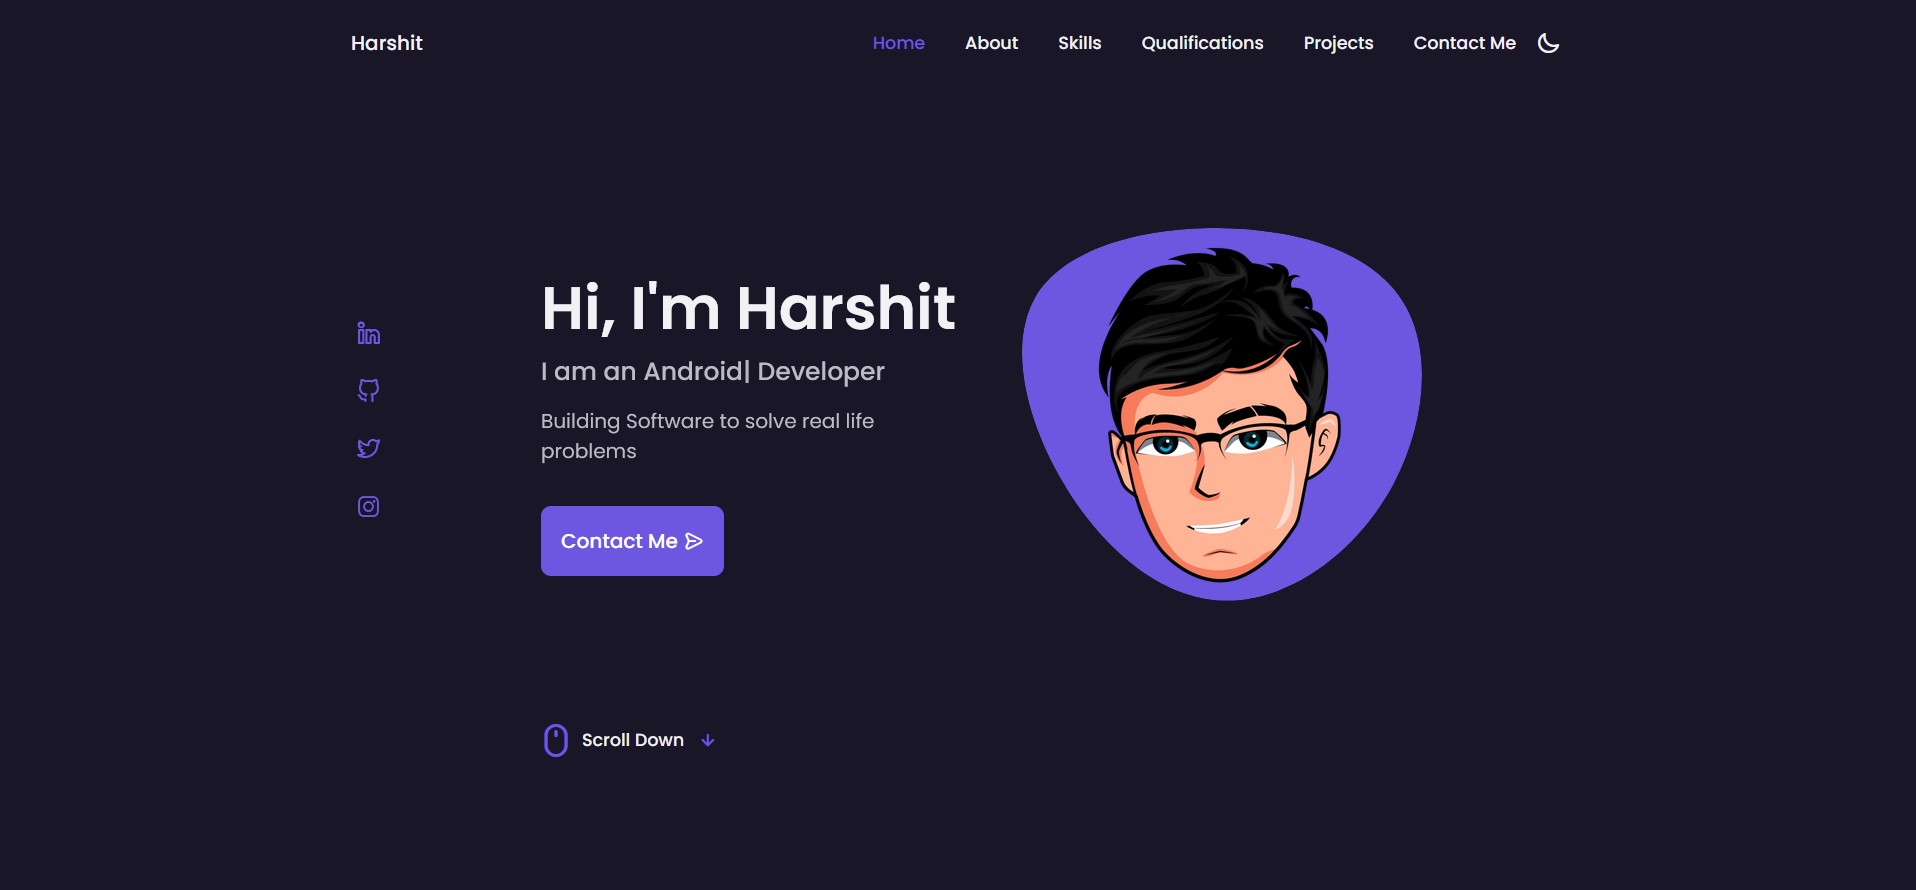 Harshit
Home About Skills Qualifications Projects Contact Me
Hi, I'm Harshit
I am an Android| Developer
Building Software to solve real life
problems
Contact Me
Scroll Down